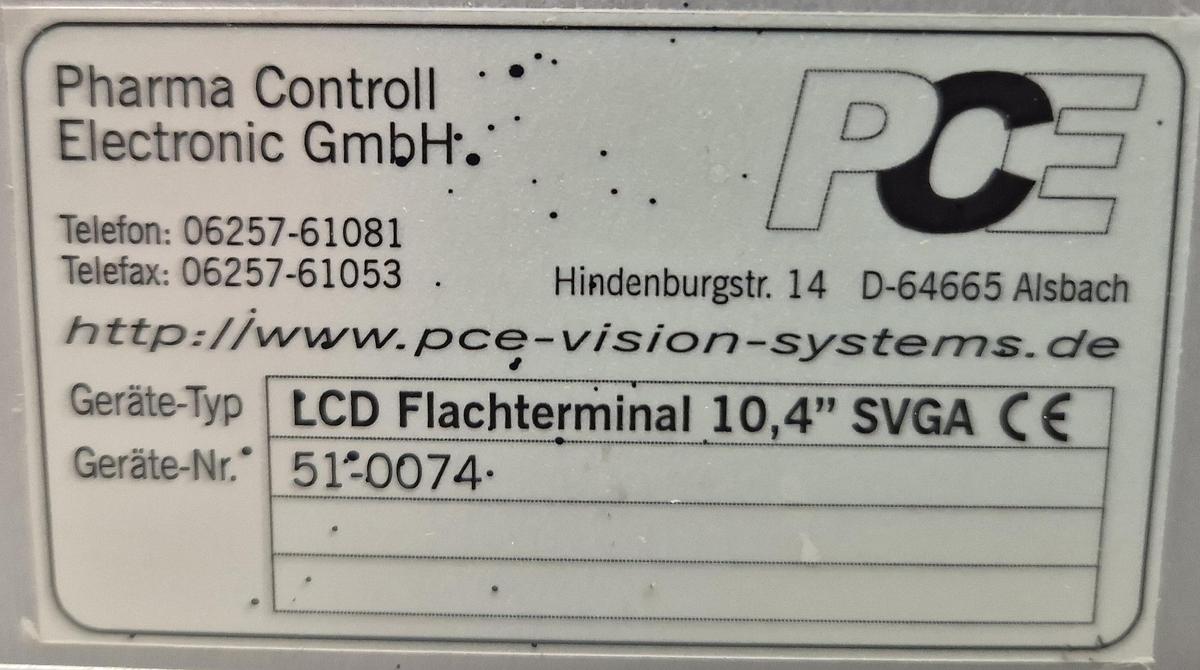 Pharma Controll
Electronic GmbH
PCE
Telefon: 06257-61081
Telefax: 06257-61053
Hindenburgstr. 14 D-64665 Alsbach
http://www.pce-vision-systems.de
Geräte-Typ LCD Flachterminal 10,4” SVGA CE
Geräte-Nr. 51-0074